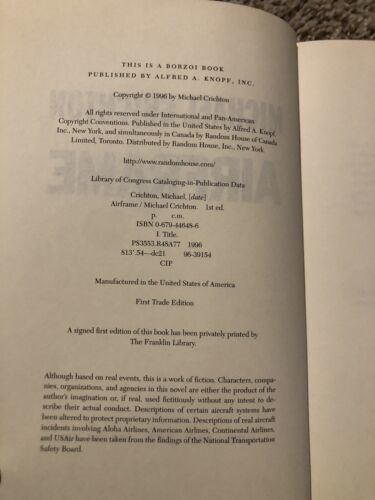 THIS IS A BORZOI BOOK
PUBLISHED BY ALFRED A. KNOPF, INC.
Copyright © 1996 by Michael Crichton
All rights reserved under International and Pan-American
Copyright Conventions. Published in the United States by Alfred A. Knopf,
Inc., New York, and simultaneously in Canada by Random House of Canada
Limited, Toronto. Distributed by Random House, Inc., New York.
http://www.randomhouse.com/
Library of Congress Cataloging-in-Publication Data
Crichton, Michael, [date]
Airframe / Michael Crichton. 1st ed.
p. cm.
ISBN 0-679-44648-6
I. Title.
PS3553.R48A77 1996
813'.54—dc21 96-39154
CIP
Manufactured in the United States of America
First Trade Edition
A signed first edition of this book has been privately printed by
The Franklin Library.
Although based on real events, this is a work of fiction. Characters, compa-
nies, organizations, and agencies in this novel are either the product of the
author's imagination or, if real, used fictitiously without any intent to de-
scribe their actual conduct. Descriptions of certain aircraft systems have
been altered to protect proprietary information. Descriptions of real aircraft
incidents involving Aloha Airlines, American Airlines, Continental Airlines,
and USAir have been taken from the findings of the National Transportation
Safety Board.